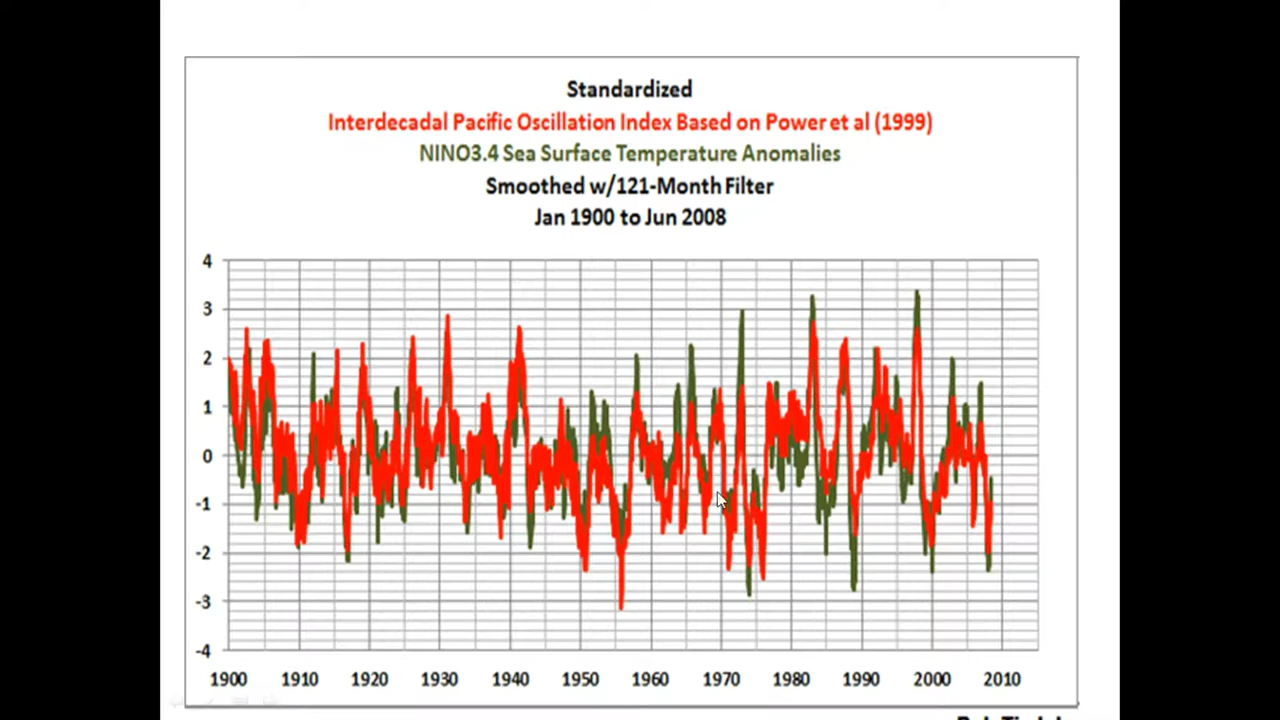 Standardized
Interdecadal Pacific Oscillation Index Based on Power et al (1999)
NINO3.4 Sea Surface Temperature Anomalies
Smoothed w/121-Month Filter
Jan 1900 to Jun 2008
4
3
2
1
0
-1
-2
-3
-4
1900 1910 1920 1930 1940 1950 1960 1970 1980 1990 2000 2010